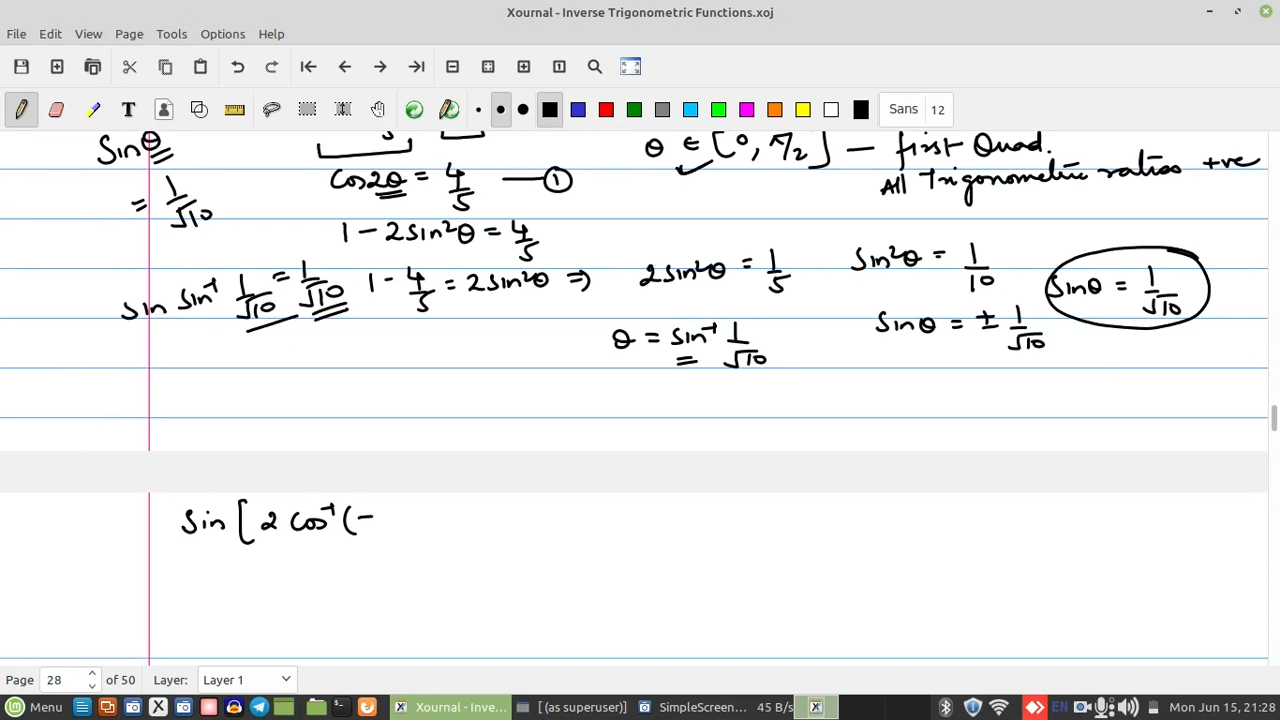 Xournal - Inverse Trigonometric Functions.xoj
File Edit View Page Tools Options Help
Sans 12
Sinθ
= 1/√10
cos2θ = 4/5 — ①
θ ∈ [0, π/2] — first Quad.
All Trigonometric ratios +ve
1 - 2sin²θ = 4/5
sin sin⁻¹ 1/√10 = 1/√10
1 - 4/5 = 2sin²θ ⇒
2sin²θ = 1/5
sin²θ = 1/10
sinθ = 1/√10
sinθ = ± 1/√10
θ = sin⁻¹ 1/√10
sin [ 2 cos⁻¹ (-
Page 28 of 50 Layer: Layer 1
Menu Xournal - Inverse Trigonometric ... [ (as superuser)] SimpleScreen... 45 B/s EN Mon Jun 15, 21:28